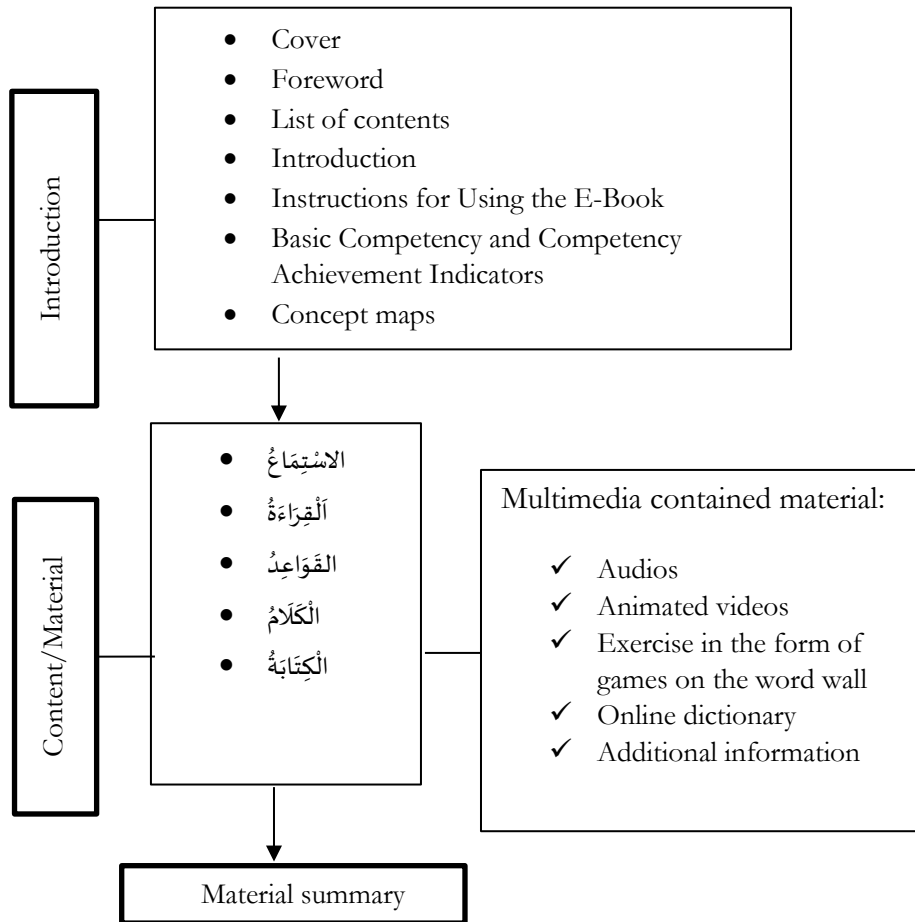 Introduction
• Cover
• Foreword
• List of contents
• Introduction
• Instructions for Using the E-Book
• Basic Competency and Competency
Achievement Indicators
• Concept maps
Content/Material
• الاسْتِمَاعُ
• اَلْقِرَاءَةُ
• القَوَاعِدُ
• الْكَلَامُ
• الْكِتَابَةُ
Multimedia contained material:
✓ Audios
✓ Animated videos
✓ Exercise in the form of
games on the word wall
✓ Online dictionary
✓ Additional information
Material summary